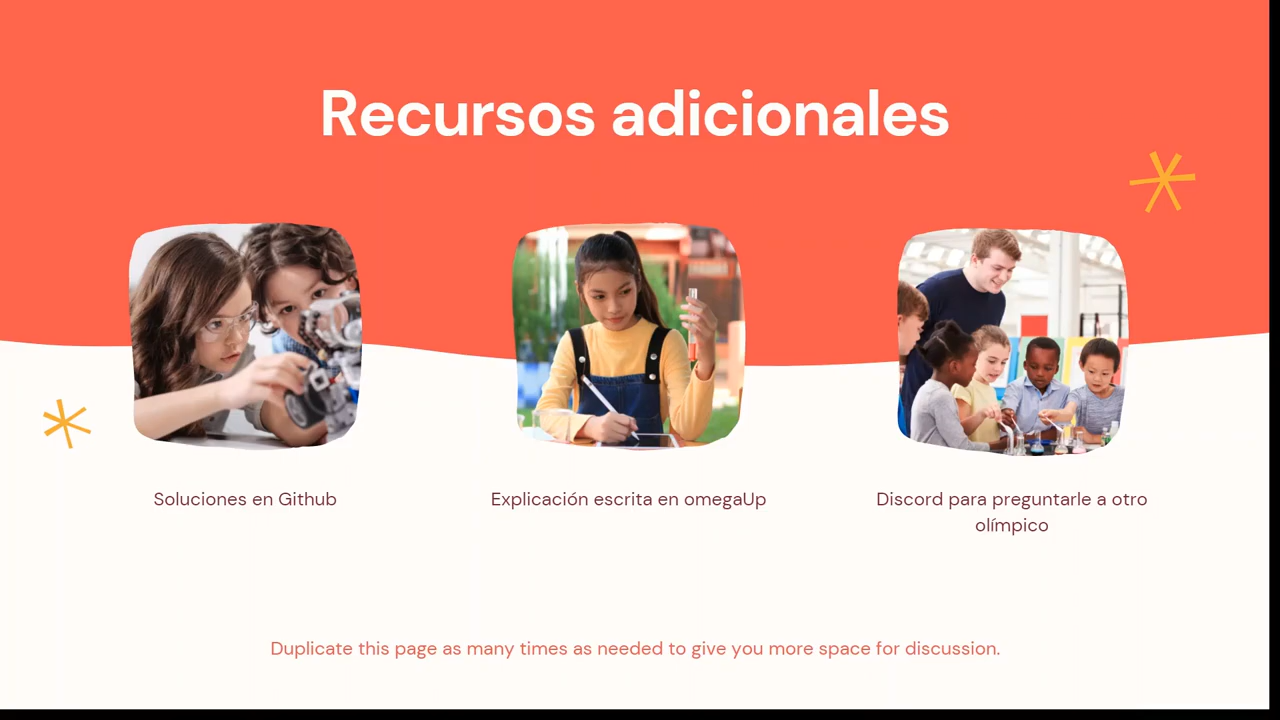 Recursos adicionales
Soluciones en Github
Explicación escrita en omegaUp
Discord para preguntarle a otro
olímpico
Duplicate this page as many times as needed to give you more space for discussion.